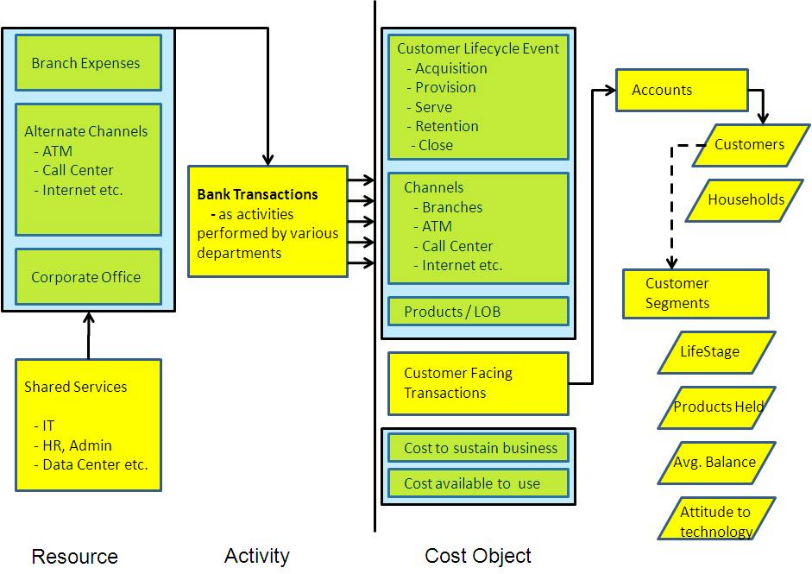 Branch Expenses
Alternate Channels
- ATM
- Call Center
- Internet etc.
Corporate Office
Shared Services
- IT
- HR, Admin
- Data Center etc.
Bank Transactions
- as activities
performed by various
departments
Customer Lifecycle Event
- Acquisition
- Provision
- Serve
- Retention
- Close
Channels
- Branches
- ATM
- Call Center
- Internet etc.
Products / LOB
Customer Facing
Transactions
Cost to sustain business
Cost available to use
Accounts
Customers
Households
Customer
Segments
LifeStage
Products Held
Avg. Balance
Attitude to
technology
Resource
Activity
Cost Object